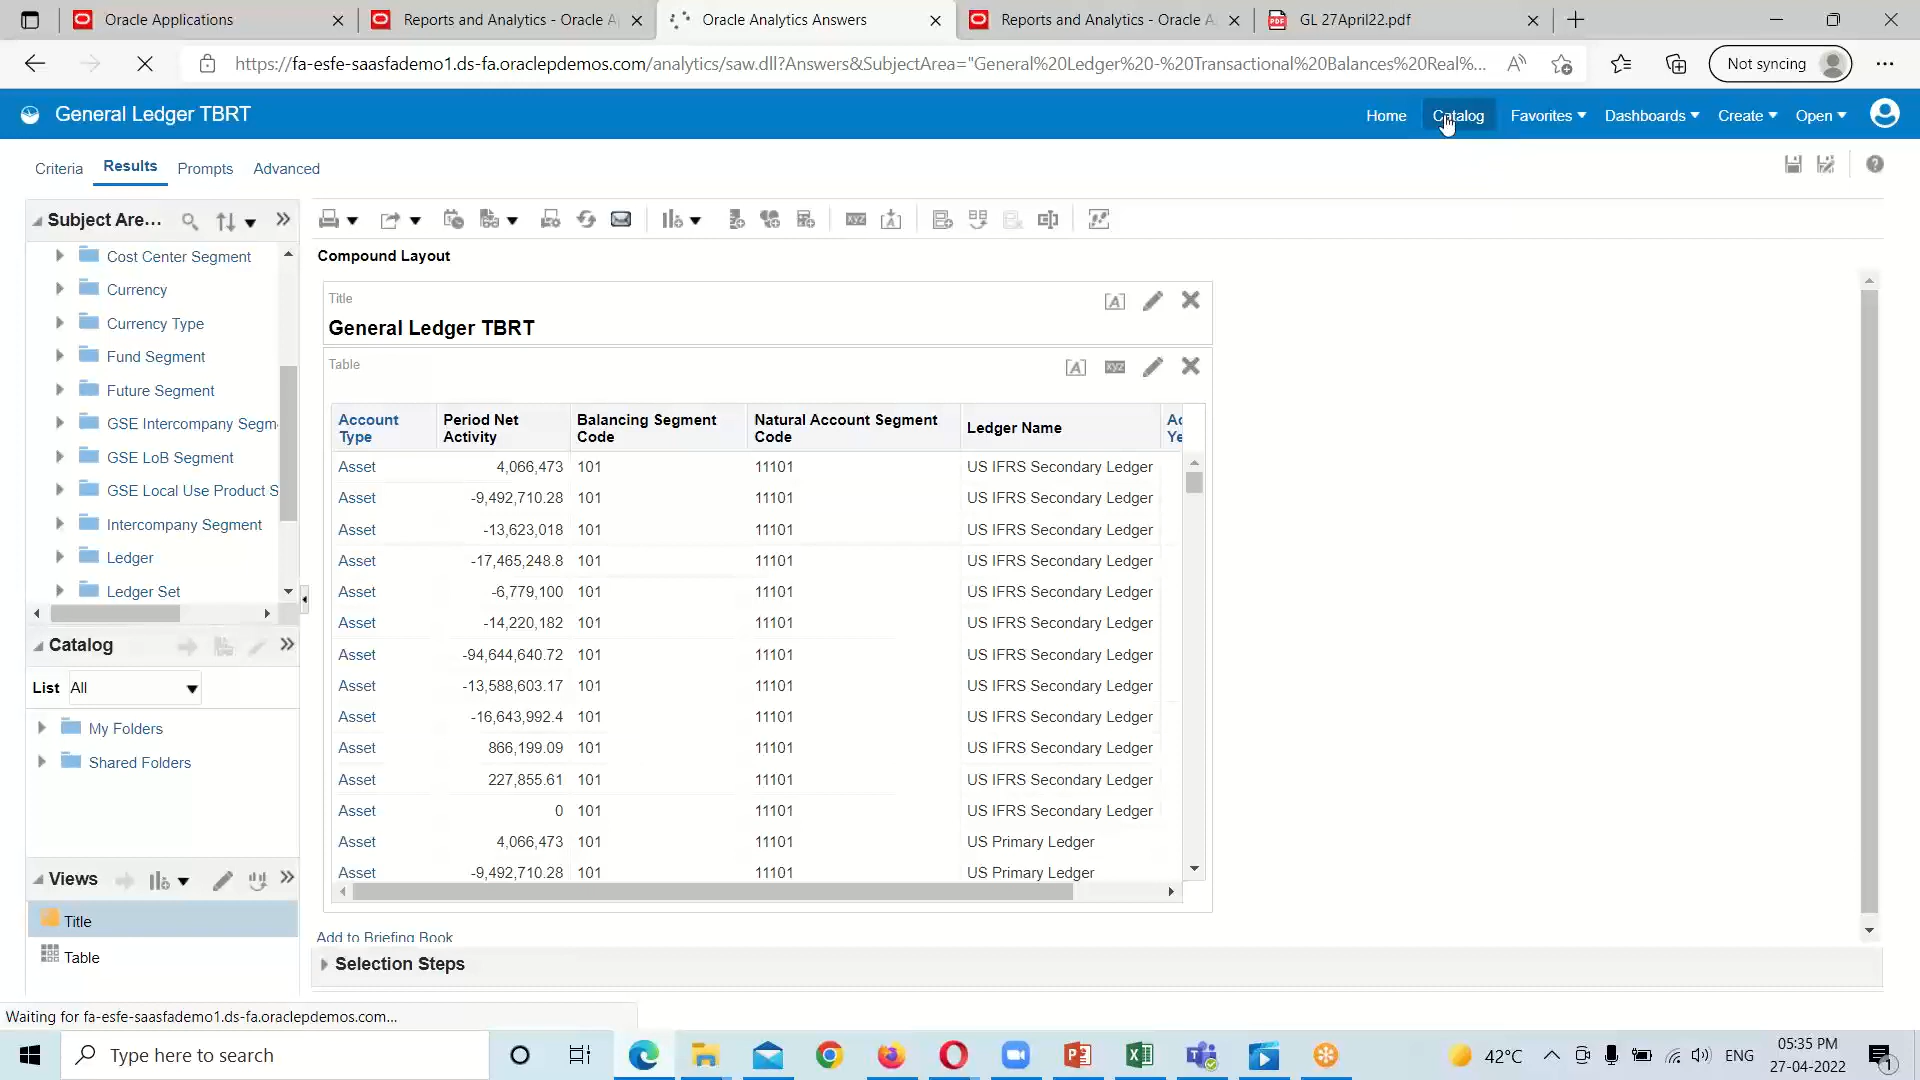 Oracle Applications
Reports and Analytics - Oracle A
Oracle Analytics Answers
Reports and Analytics - Oracle A
GL 27April22.pdf
https://fa-esfe-saasfademo1.ds-fa.oraclepdemos.com/analytics/saw.dll?Answers&SubjectArea="General%20Ledger%20-%20Transactional%20Balances%20Real%...
Not syncing
General Ledger TBRT
Home
Catalog
Favorites
Dashboards
Create
Open
Criteria
Results
Prompts
Advanced
Subject Are...
Cost Center Segment
Currency
Currency Type
Fund Segment
Future Segment
GSE Intercompany Segm
GSE LoB Segment
GSE Local Use Product S
Intercompany Segment
Ledger
Ledger Set
Catalog
List All
My Folders
Shared Folders
Views
Title
Table
Compound Layout
Title
General Ledger TBRT
Table
Account Type Period Net Activity Balancing Segment Code Natural Account Segment Code Ledger Name Ac Ye
Asset 4,066,473 101 11101 US IFRS Secondary Ledger
Asset -9,492,710.28 101 11101 US IFRS Secondary Ledger
Asset -13,623,018 101 11101 US IFRS Secondary Ledger
Asset -17,465,248.8 101 11101 US IFRS Secondary Ledger
Asset -6,779,100 101 11101 US IFRS Secondary Ledger
Asset -14,220,182 101 11101 US IFRS Secondary Ledger
Asset -94,644,640.72 101 11101 US IFRS Secondary Ledger
Asset -13,588,603.17 101 11101 US IFRS Secondary Ledger
Asset -16,643,992.4 101 11101 US IFRS Secondary Ledger
Asset 866,199.09 101 11101 US IFRS Secondary Ledger
Asset 227,855.61 101 11101 US IFRS Secondary Ledger
Asset 0 101 11101 US IFRS Secondary Ledger
Asset 4,066,473 101 11101 US Primary Ledger
Asset -9,492,710.28 101 11101 US Primary Ledger
Add to Briefing Book
Selection Steps
Waiting for fa-esfe-saasfademo1.ds-fa.oraclepdemos.com...
Type here to search
42°C
ENG
05:35 PM
27-04-2022
1